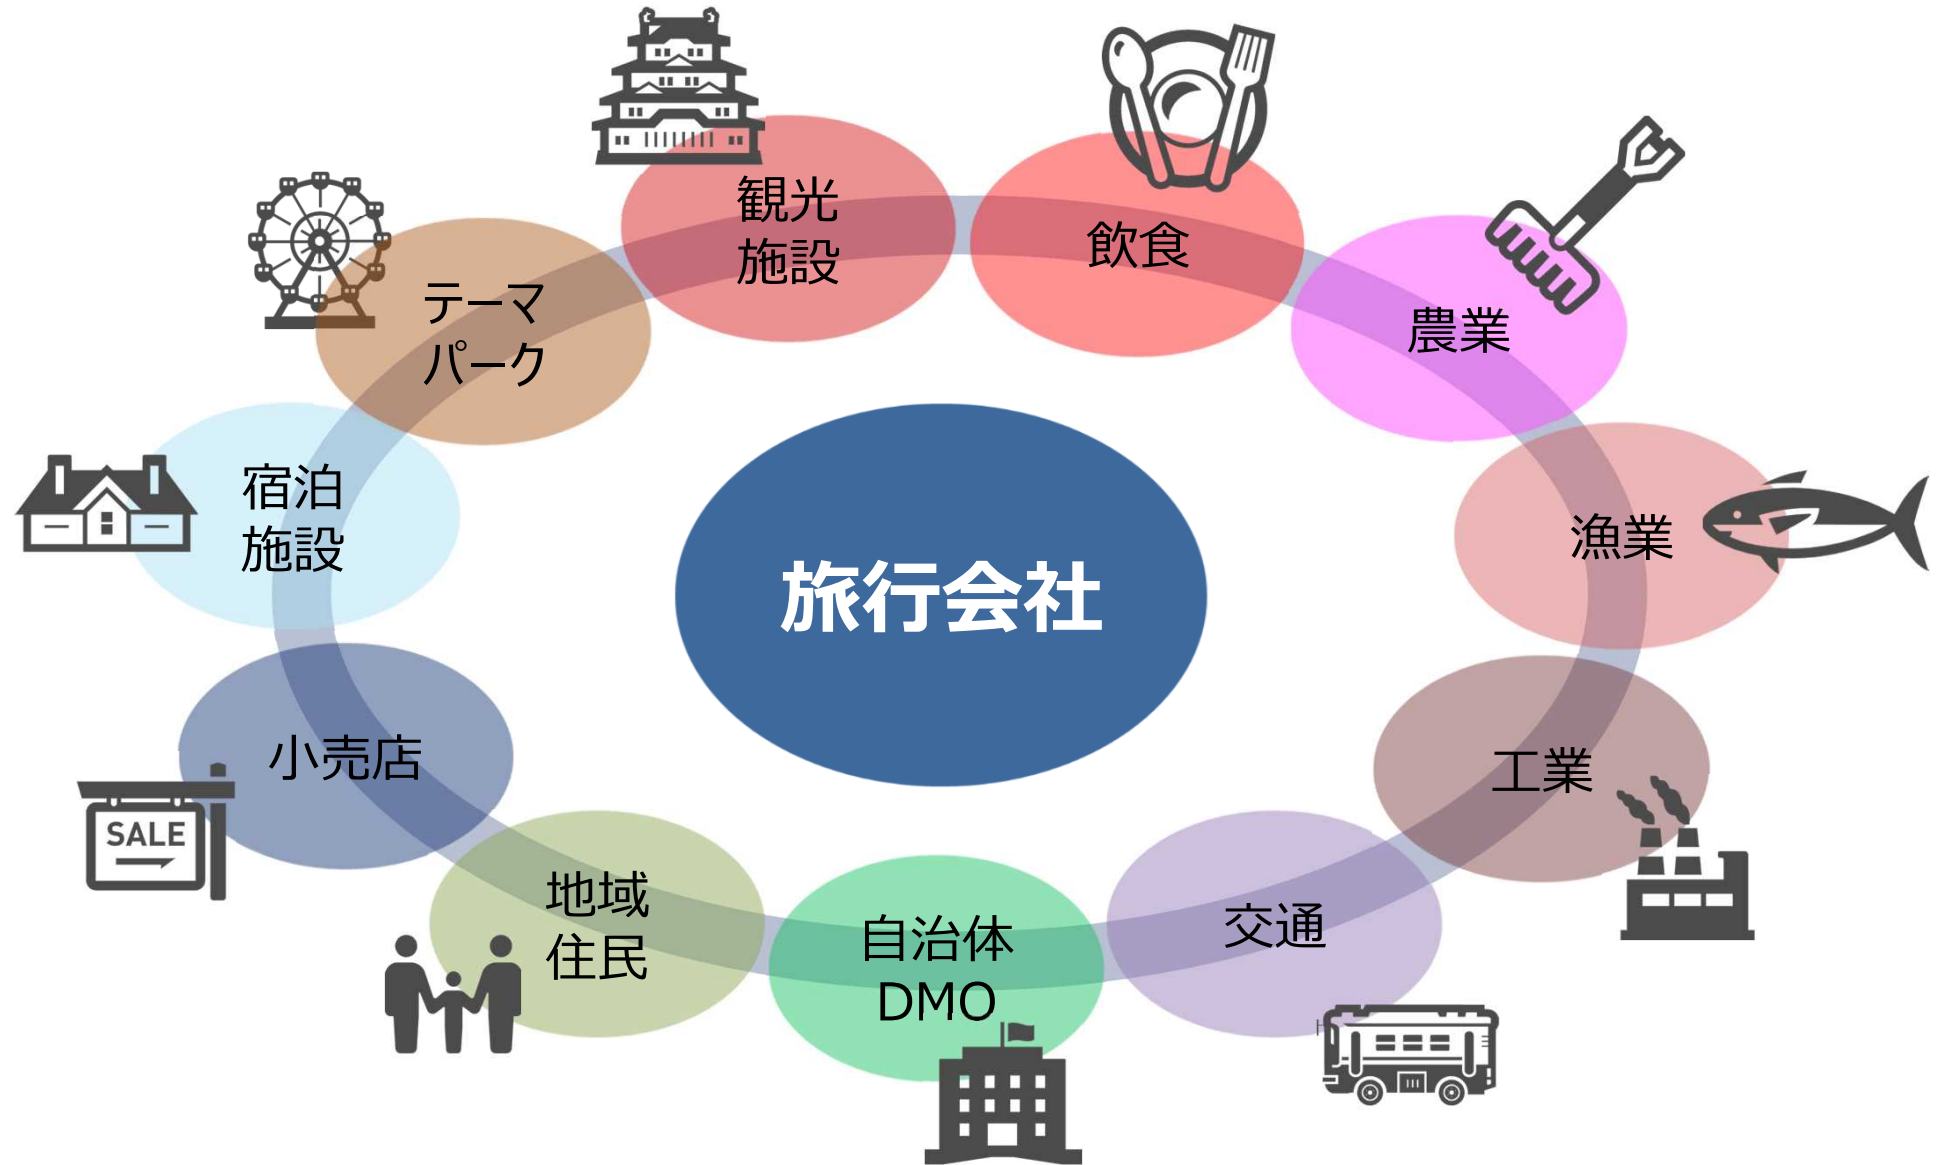 観光
施設
飲食
テーマ
パーク
農業
宿泊
施設
漁業
旅行会社
小売店
SALE
工業
地域
住民
自治体
DMO
交通